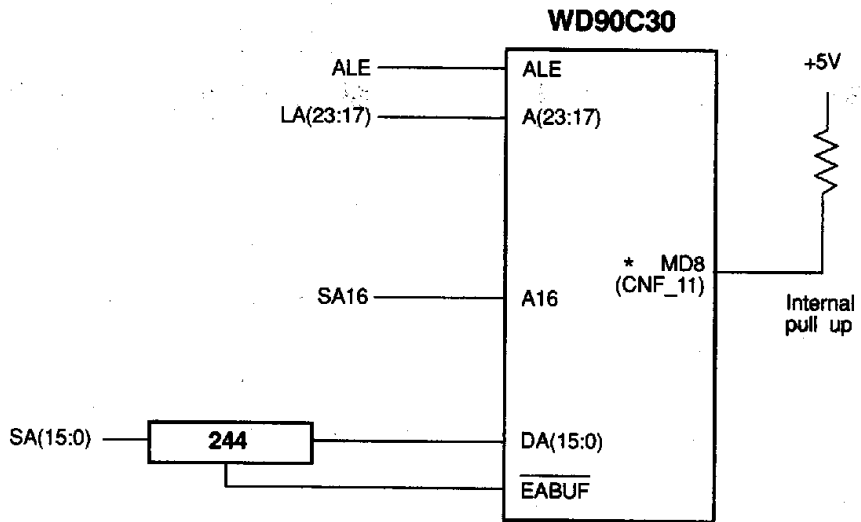 WD90C30
ALE
ALE
+5V
LA(23:17)
A(23:17)
* MD8
(CNF_11)
SA16
A16
Internal
pull up
SA(15:0)
244
DA(15:0)
EABUF